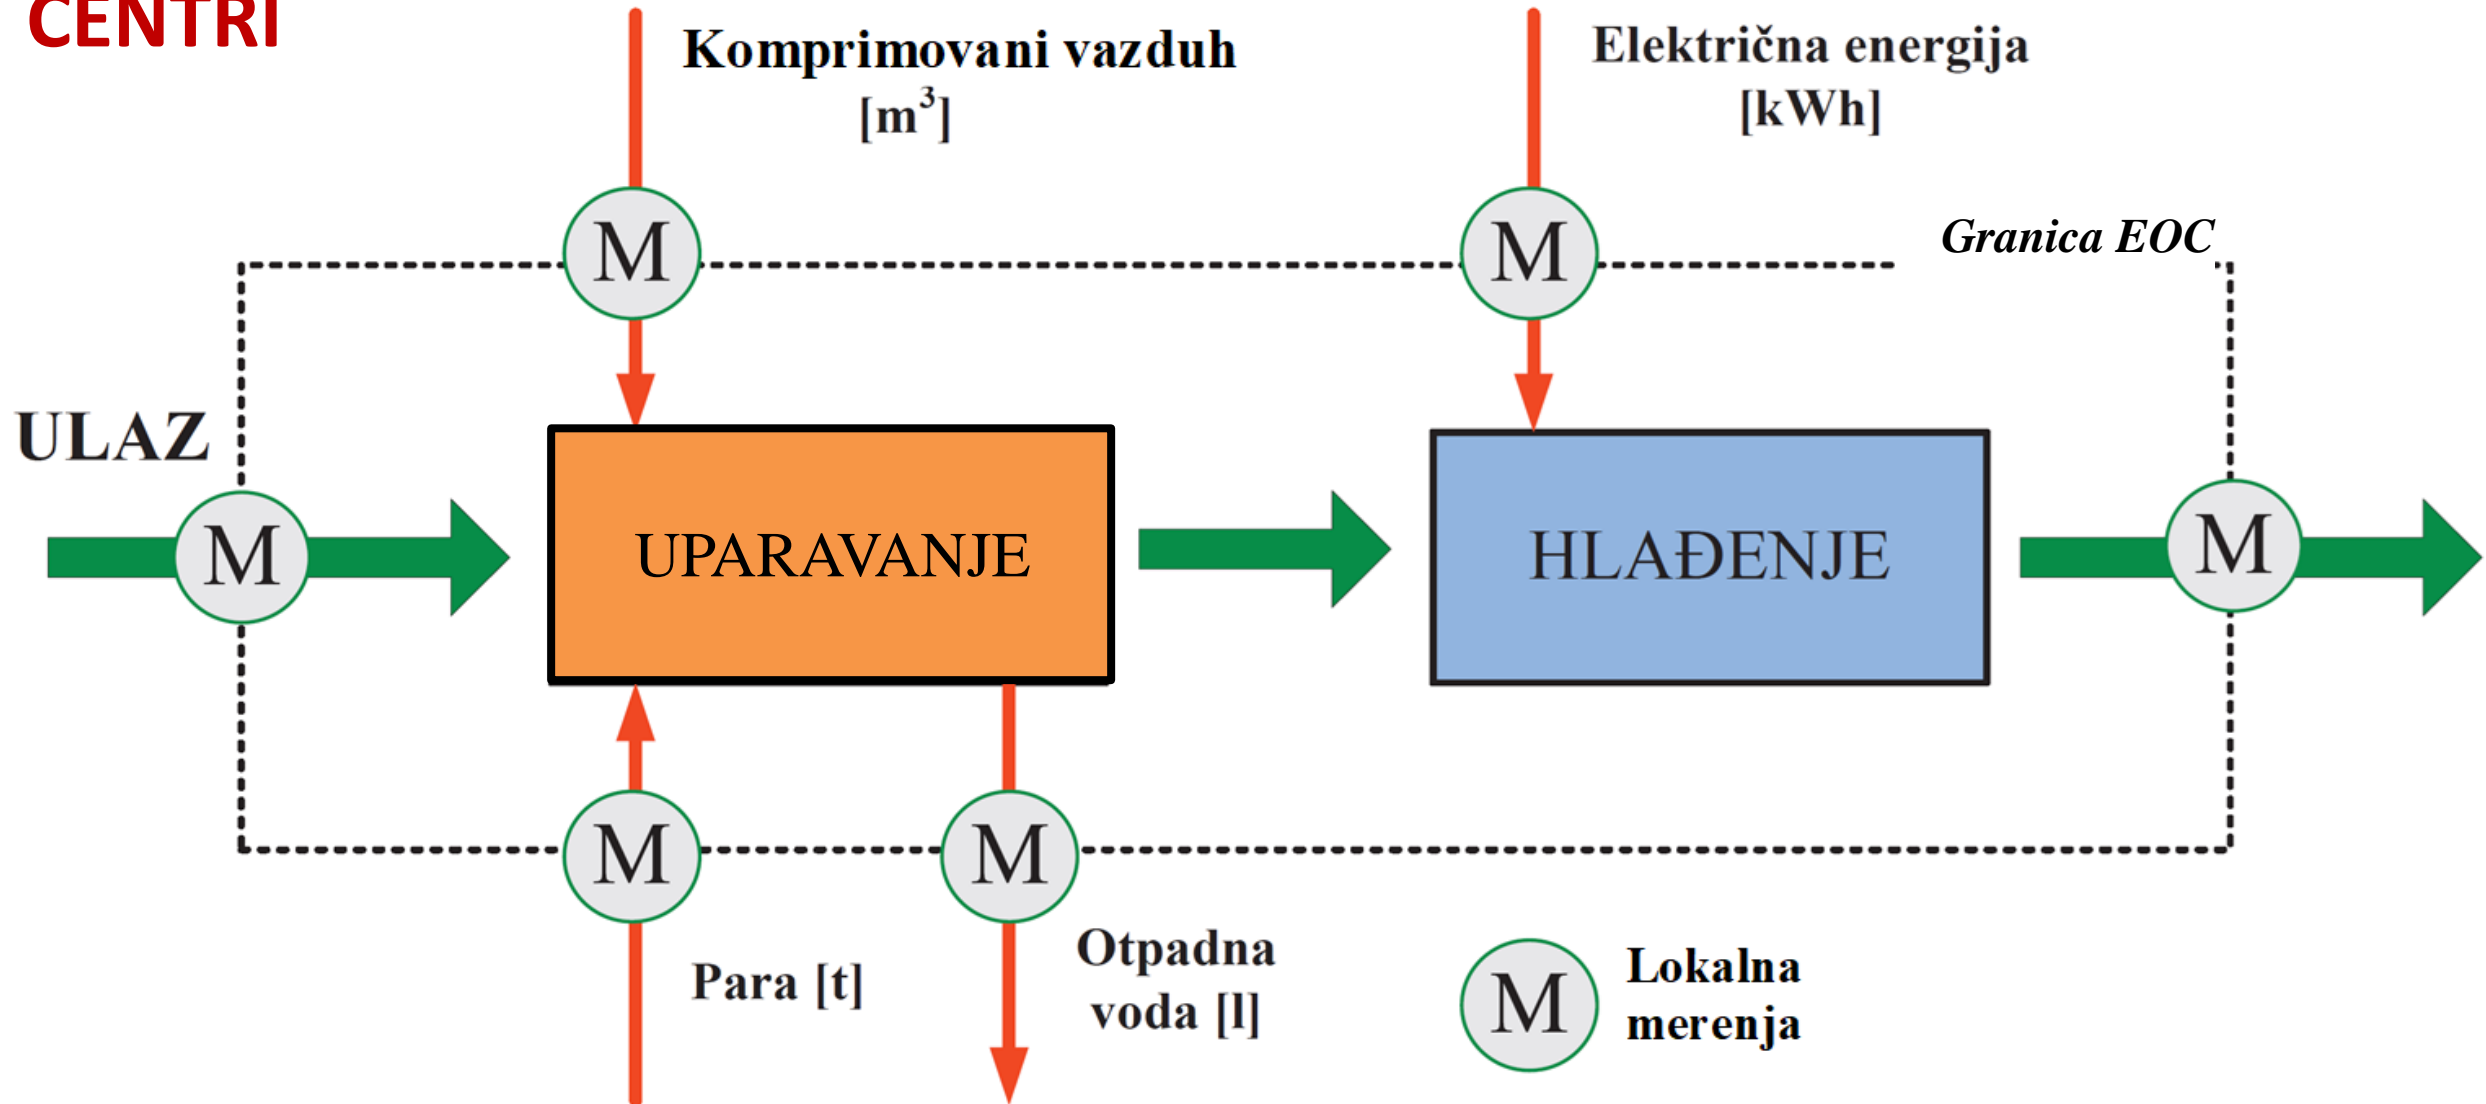 CENTRI
Komprimovani vazduh
[m³]
Električna energija
[kWh]
M
M
Granica EOC
ULAZ
M
UPARAVANJE
HLAĐENJE
M
M
M
Para [t]
Otpadna
voda [l]
M
Lokalna
merenja